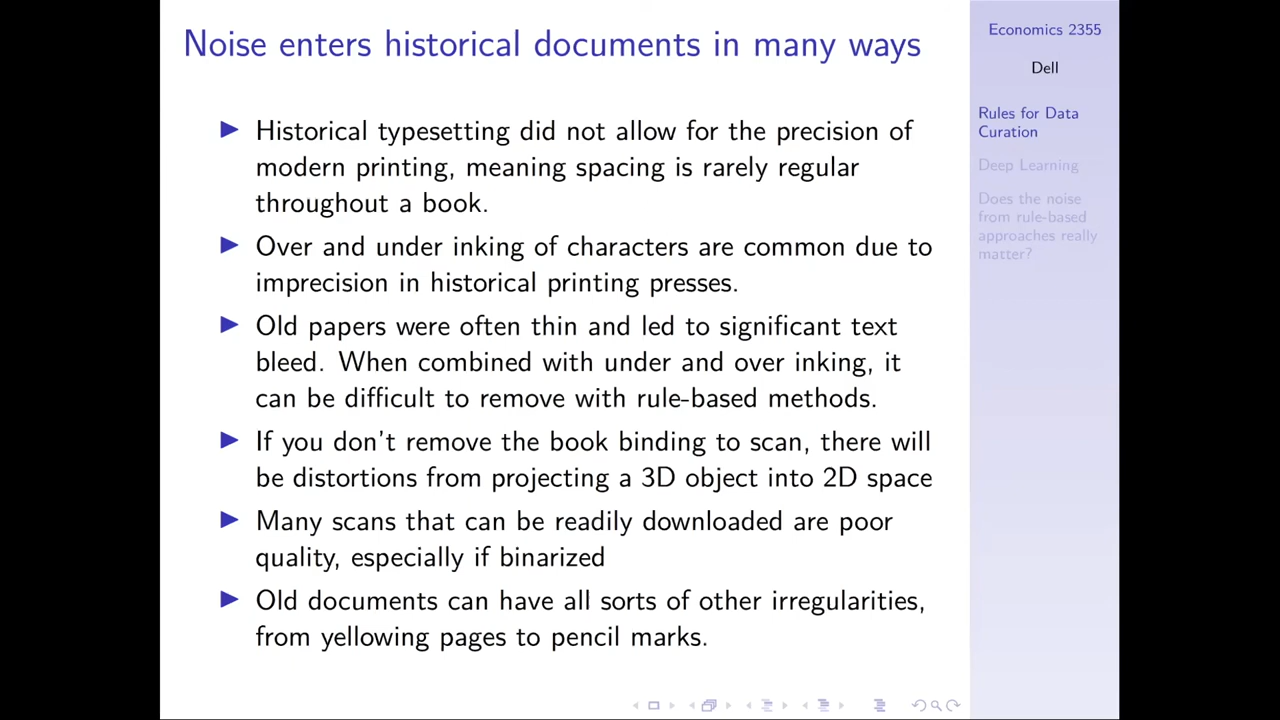 Noise enters historical documents in many ways
Historical typesetting did not allow for the precision of
modern printing, meaning spacing is rarely regular
throughout a book.
Over and under inking of characters are common due to
imprecision in historical printing presses.
Old papers were often thin and led to significant text
bleed. When combined with under and over inking, it
can be difficult to remove with rule-based methods.
If you don't remove the book binding to scan, there will
be distortions from projecting a 3D object into 2D space
Many scans that can be readily downloaded are poor
quality, especially if binarized
Old documents can have all sorts of other irregularities,
from yellowing pages to pencil marks.
Economics 2355
Dell
Rules for Data
Curation
Deep Learning
Does the noise
from rule-based
approaches really
matter?